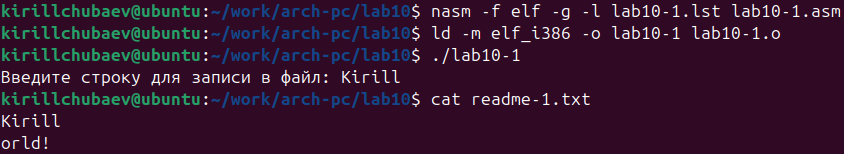 kirillchubaev@ubuntu:~/work/arch-pc/lab10$ nasm -f elf -g -l lab10-1.lst lab10-1.asm
kirillchubaev@ubuntu:~/work/arch-pc/lab10$ ld -m elf_i386 -o lab10-1 lab10-1.o
kirillchubaev@ubuntu:~/work/arch-pc/lab10$ ./lab10-1
Введите строку для записи в файл: Kirill
kirillchubaev@ubuntu:~/work/arch-pc/lab10$ cat readme-1.txt
Kirill
orld!